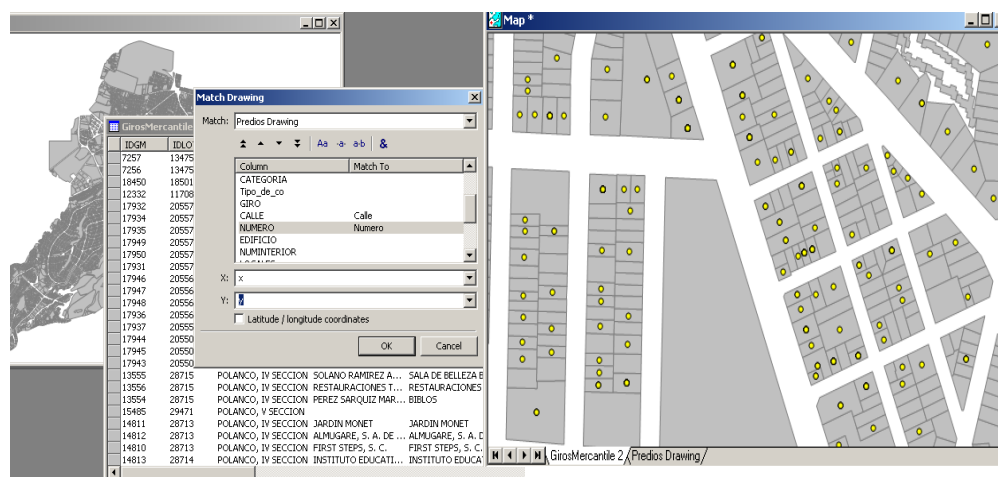 Map *
Match Drawing
Match: Predios Drawing
Aa -a- a-b &
Column Match To
CATEGORIA
Tipo_de_co
GIRO
CALLE Calle
NUMERO Numero
EDIFICIO
NUMINTERIOR
X: x
Y: y
Latitude / longitude coordinates
OK Cancel
GirosMercantile
IDGM IDLO
7257 13475
7256 13475
18450 18501
12332 11708
17932 20557
17934 20557
17935 20557
17949 20557
17950 20557
17931 20557
17946 20556
17947 20556
17948 20556
17936 20556
17937 20555
17944 20550
17945 20550
17943 20550
13555 28715 POLANCO, IV SECCION SOLANO RAMIREZ A... SALA DE BELLEZA E
13556 28715 POLANCO, IV SECCION RESTAURACIONES T... RESTAURACIONES
13554 28715 POLANCO, IV SECCION PEREZ SARQUIZ MAR... BIBLOS
15485 29471 POLANCO, V SECCION
14811 28713 POLANCO, IV SECCION JARDIN MONET JARDIN MONET
14812 28713 POLANCO, IV SECCION ALMUGARE, S. A. DE ... ALMUGARE, S. A. D
14810 28713 POLANCO, IV SECCION FIRST STEPS, S. C. FIRST STEPS, S. C.
14813 28714 POLANCO, IV SECCION INSTITUTO EDUCATI... INSTITUTO EDUCA
GirosMercantile 2 Predios Drawing